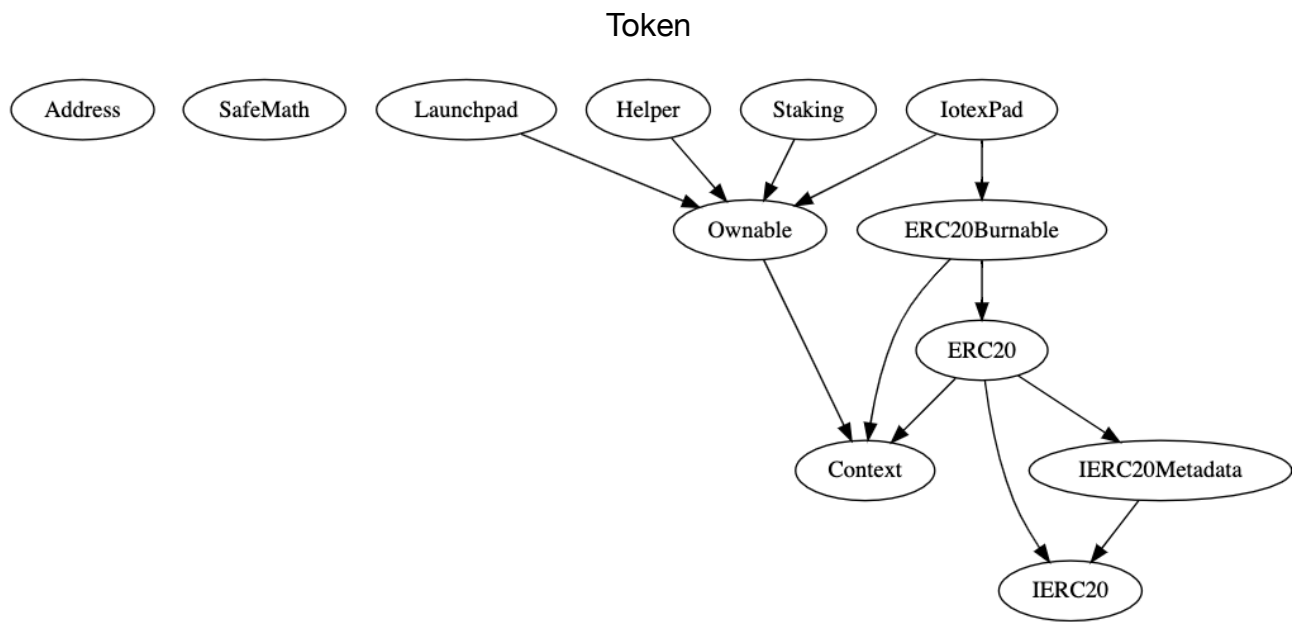 Token
Address
SafeMath
Launchpad
Helper
Staking
IotexPad
Ownable
ERC20Burnable
ERC20
Context
IERC20Metadata
IERC20